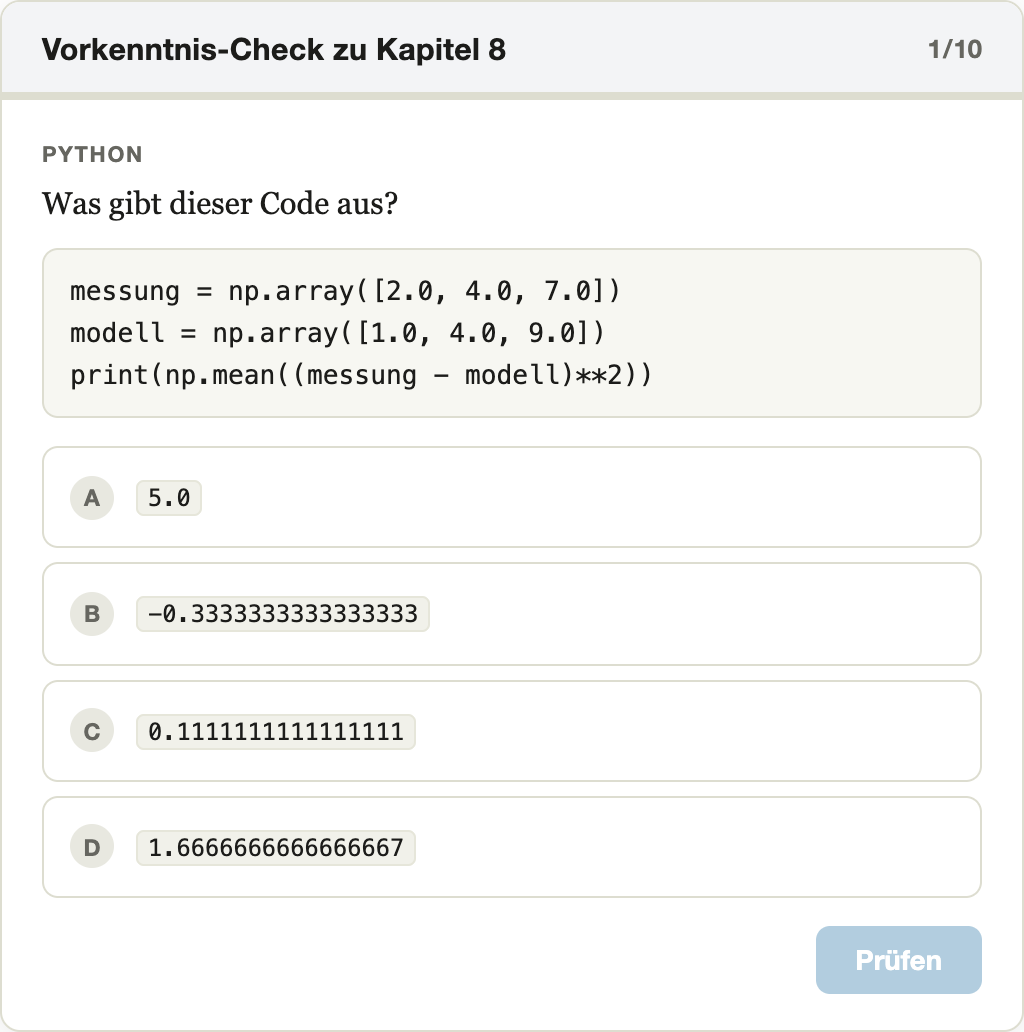 Vorkenntnis-Check zu Kapitel 8
1/10
PYTHON
Was gibt dieser Code aus?
messung = np.array([2.0, 4.0, 7.0])
modell = np.array([1.0, 4.0, 9.0])
print(np.mean((messung - modell)**2))
A 5.0
B -0.3333333333333333
C 0.1111111111111111
D 1.6666666666666667
Prüfen